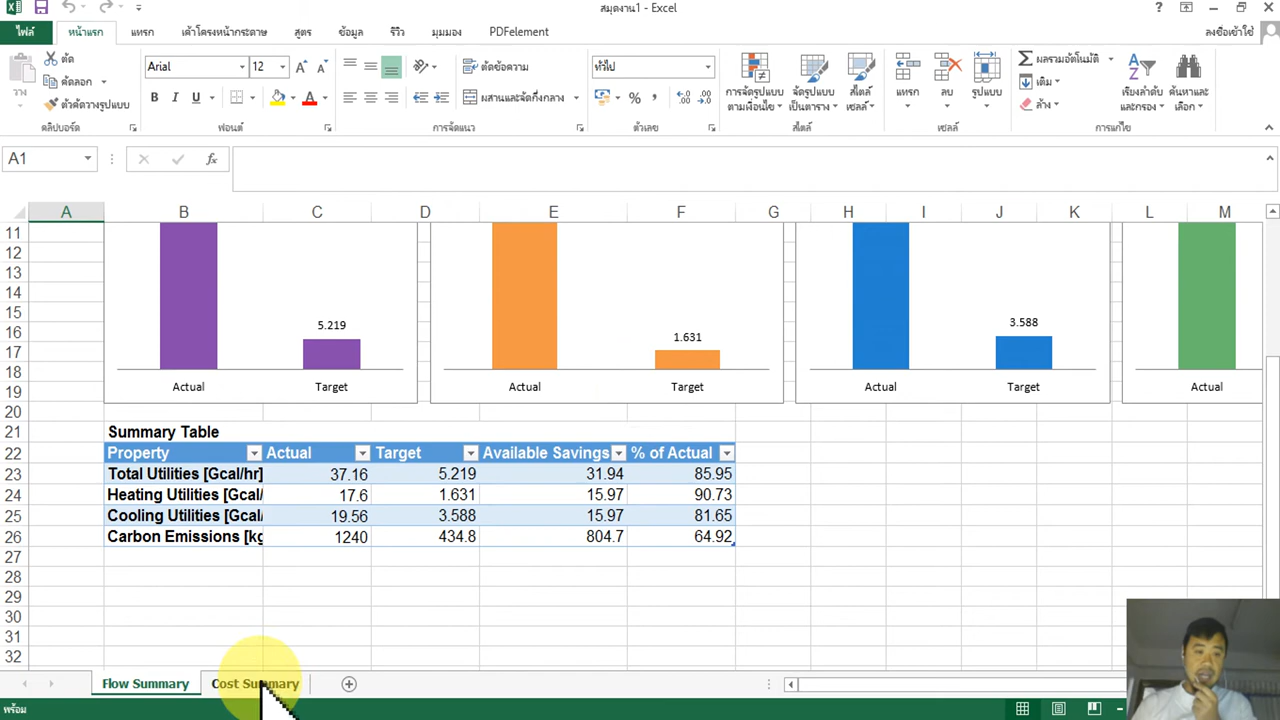 สมุดงาน1 - Excel
?
ไฟล์ หน้าแรก แทรก เค้าโครงหน้ากระดาษ สูตร ข้อมูล รีวิว มุมมอง PDFelement ลงชื่อเข้าใช้
วาง
ตัด
คัดลอก
ตัวคัดวางรูปแบบ
คลิปบอร์ด
Arial 12
B I U
ฟอนต์
ตัดข้อความ
ผสานและจัดกึ่งกลาง
การจัดแนว
ทั่วไป
ตัวเลข
การจัดรูปแบบ
ตามเงื่อนไข
จัดรูปแบบ
เป็นตาราง
สไตล์
เซลล์
สไตล์
แทรก ลบ รูปแบบ
เซลล์
ผลรวมอัตโนมัติ
เติม
ล้าง
เรียงลำดับ
และกรอง
ค้นหาและ
เลือก
การแก้ไข
A1 fx
A B C D E F G H I J K L M
11
12
13
14
15
16
17
18
19
20
21
22
23
24
25
26
27
28
29
30
31
32
5.219
Actual Target
1.631
Actual Target
3.588
Actual Target
Actual
Summary Table
Property Actual Target Available Savings % of Actual
Total Utilities [Gcal/hr] 37.16 5.219 31.94 85.95
Heating Utilities [Gcal/ 17.6 1.631 15.97 90.73
Cooling Utilities [Gcal/ 19.56 3.588 15.97 81.65
Carbon Emissions [kg 1240 434.8 804.7 64.92
Flow Summary Cost Summary
พร้อม